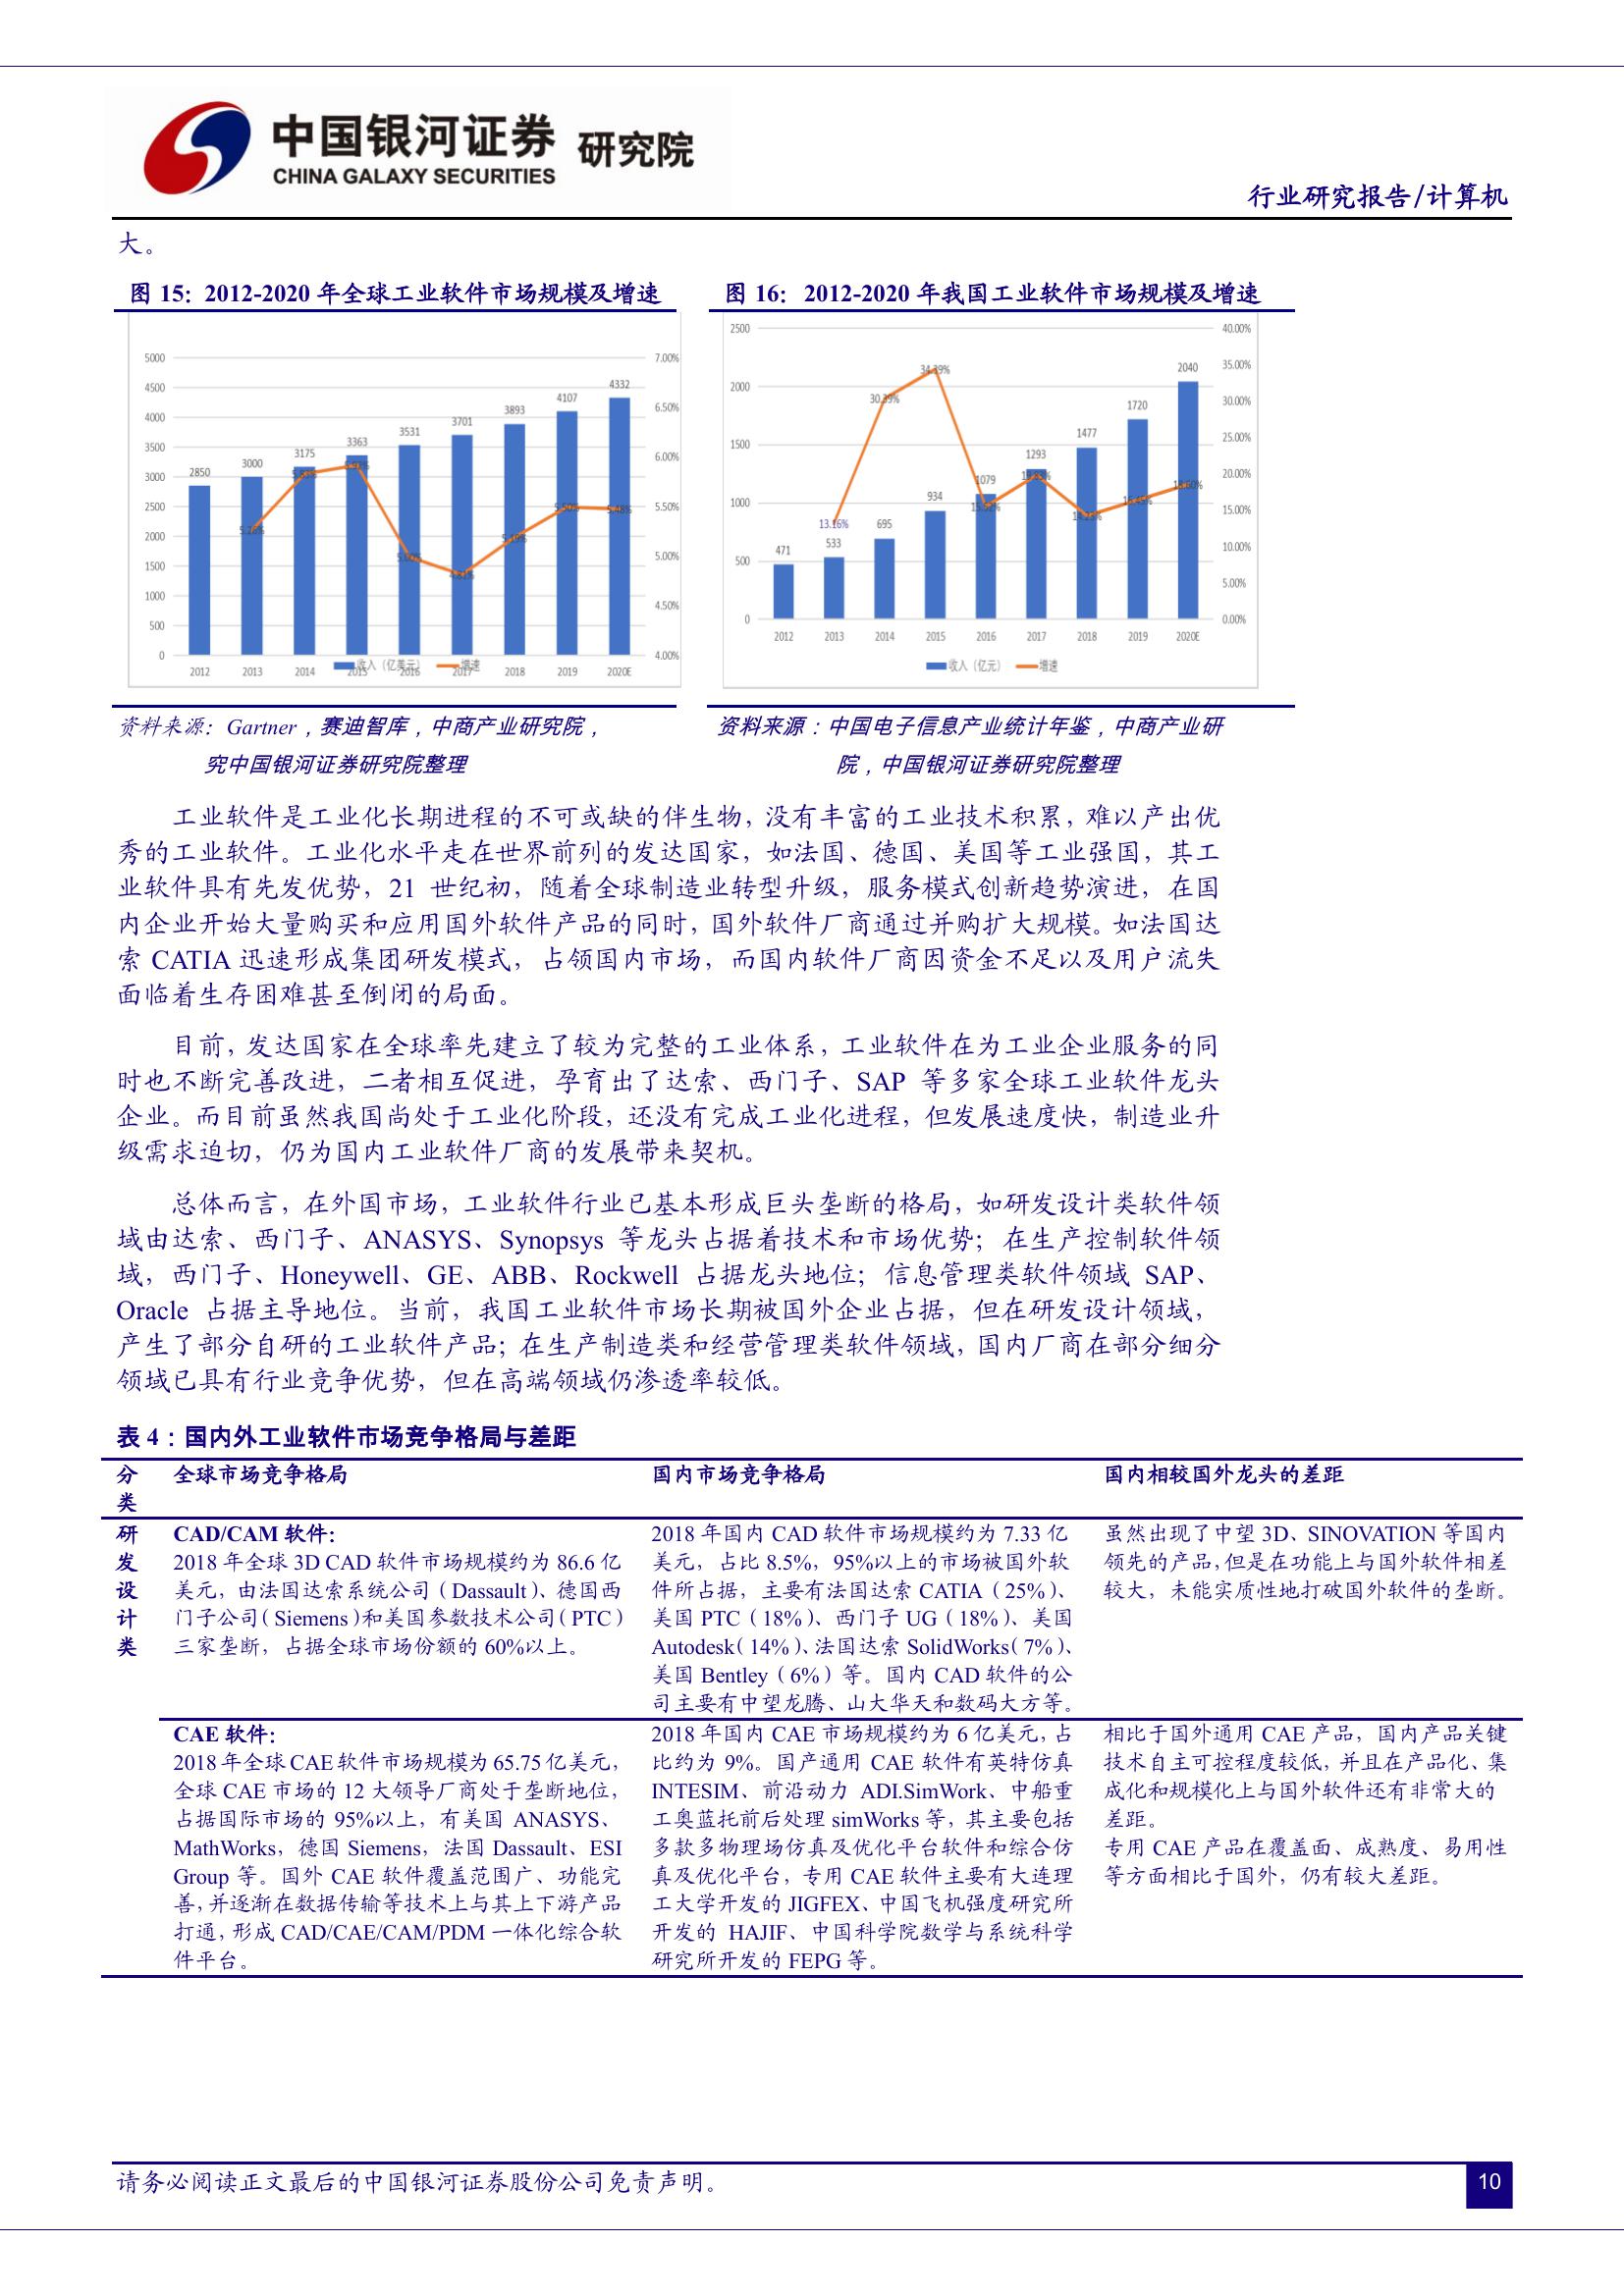 中国银河证券 研究院
CHINA GALAXY SECURITIES
行业研究报告/计算机
大。
图 15：2012-2020 年全球工业软件市场规模及增速
5000
4500
4000
3500
3000
2500
2000
1500
1000
500
0
7.00%
6.50%
6.00%
5.50%
5.00%
4.50%
4.00%
2850
3000
3175
3363
3531
3701
3893
4107
4332
2012
2013
2014
2015
2016
2017
2018
2019
2020E
收入（亿美元）
增速
图 16：2012-2020 年我国工业软件市场规模及增速
2500
2000
1500
1000
500
0
40.00%
35.00%
30.00%
25.00%
20.00%
15.00%
10.00%
5.00%
0.00%
471
533
695
934
1079
1293
1477
1720
2040
13.16%
30.39%
34.39%
2012
2013
2014
2015
2016
2017
2018
2019
2020E
收入（亿元）
增速
资料来源：Gartner，赛迪智库，中商产业研究院，
究中国银河证券研究院整理
资料来源：中国电子信息产业统计年鉴，中商产业研
院，中国银河证券研究院整理
工业软件是工业化长期进程的不可或缺的伴生物，没有丰富的工业技术积累，难以产出优
秀的工业软件。工业化水平走在世界前列的发达国家，如法国、德国、美国等工业强国，其工
业软件具有先发优势，21 世纪初，随着全球制造业转型升级，服务模式创新趋势演进，在国
内企业开始大量购买和应用国外软件产品的同时，国外软件厂商通过并购扩大规模。如法国达
索 CATIA 迅速形成集团研发模式，占领国内市场，而国内软件厂商因资金不足以及用户流失
面临着生存困难甚至倒闭的局面。
目前，发达国家在全球率先建立了较为完整的工业体系，工业软件在为工业企业服务的同
时也不断完善改进，二者相互促进，孕育出了达索、西门子、SAP 等多家全球工业软件龙头
企业。而目前虽然我国尚处于工业化阶段，还没有完成工业化进程，但发展速度快，制造业升
级需求迫切，仍为国内工业软件厂商的发展带来契机。
总体而言，在外国市场，工业软件行业已基本形成巨头垄断的格局，如研发设计类软件领
域由达索、西门子、ANASYS、Synopsys 等龙头占据着技术和市场优势；在生产控制软件领
域，西门子、Honeywell、GE、ABB、Rockwell 占据龙头地位；信息管理类软件领域 SAP、
Oracle 占据主导地位。当前，我国工业软件市场长期被国外企业占据，但在研发设计领域，
产生了部分自研的工业软件产品；在生产制造类和经营管理类软件领域，国内厂商在部分细分
领域已具有行业竞争优势，但在高端领域仍渗透率较低。
表 4：国内外工业软件市场竞争格局与差距
分
类
全球市场竞争格局
国内市场竞争格局
国内相较国外龙头的差距
研
发
设
计
类
CAD/CAM 软件：
2018 年全球 3D CAD 软件市场规模约为 86.6 亿
美元，由法国达索系统公司（Dassault）、德国西
门子公司（Siemens）和美国参数技术公司（PTC）
三家垄断，占据全球市场份额的 60%以上。
2018 年国内 CAD 软件市场规模约为 7.33 亿
美元，占比 8.5%，95%以上的市场被国外软
件所占据，主要有法国达索 CATIA（25%）、
美国 PTC（18%）、西门子 UG（18%）、美国
Autodesk（14%）、法国达索 SolidWorks（7%）、
美国 Bentley（6%）等。国内 CAD 软件的公
司主要有中望龙腾、山大华天和数码大方等。
虽然出现了中望 3D、SINOVATION 等国内
领先的产品，但是在功能上与国外软件相差
较大，未能实质性地打破国外软件的垄断。
CAE 软件：
2018 年全球 CAE 软件市场规模为 65.75 亿美元，
全球 CAE 市场的 12 大领导厂商处于垄断地位，
占据国际市场的 95%以上，有美国 ANASYS、
MathWorks，德国 Siemens，法国 Dassault、ESI
Group 等。国外 CAE 软件覆盖范围广、功能完
善，并逐渐在数据传输等技术上与其上下游产品
打通，形成 CAD/CAE/CAM/PDM 一体化综合软
件平台。
2018 年国内 CAE 市场规模约为 6 亿美元，占
比约为 9%。国产通用 CAE 软件有英特仿真
INTESIM、前沿动力 ADI.SimWork、中船重
工奥蓝托前后处理 simWorks 等，其主要包括
多款多物理场仿真及优化平台软件和综合仿
真及优化平台，专用 CAE 软件主要有大连理
工大学开发的 JIGFEX、中国飞机强度研究所
开发的 HAJIF、中国科学院数学与系统科学
研究所开发的 FEPG 等。
相比于国外通用 CAE 产品，国内产品关键
技术自主可控程度较低，并且在产品化、集
成化和规模化上与国外软件还有非常大的
差距。
专用 CAE 产品在覆盖面、成熟度、易用性
等方面相比于国外，仍有较大差距。
请务必阅读正文最后的中国银河证券股份公司免责声明。
10